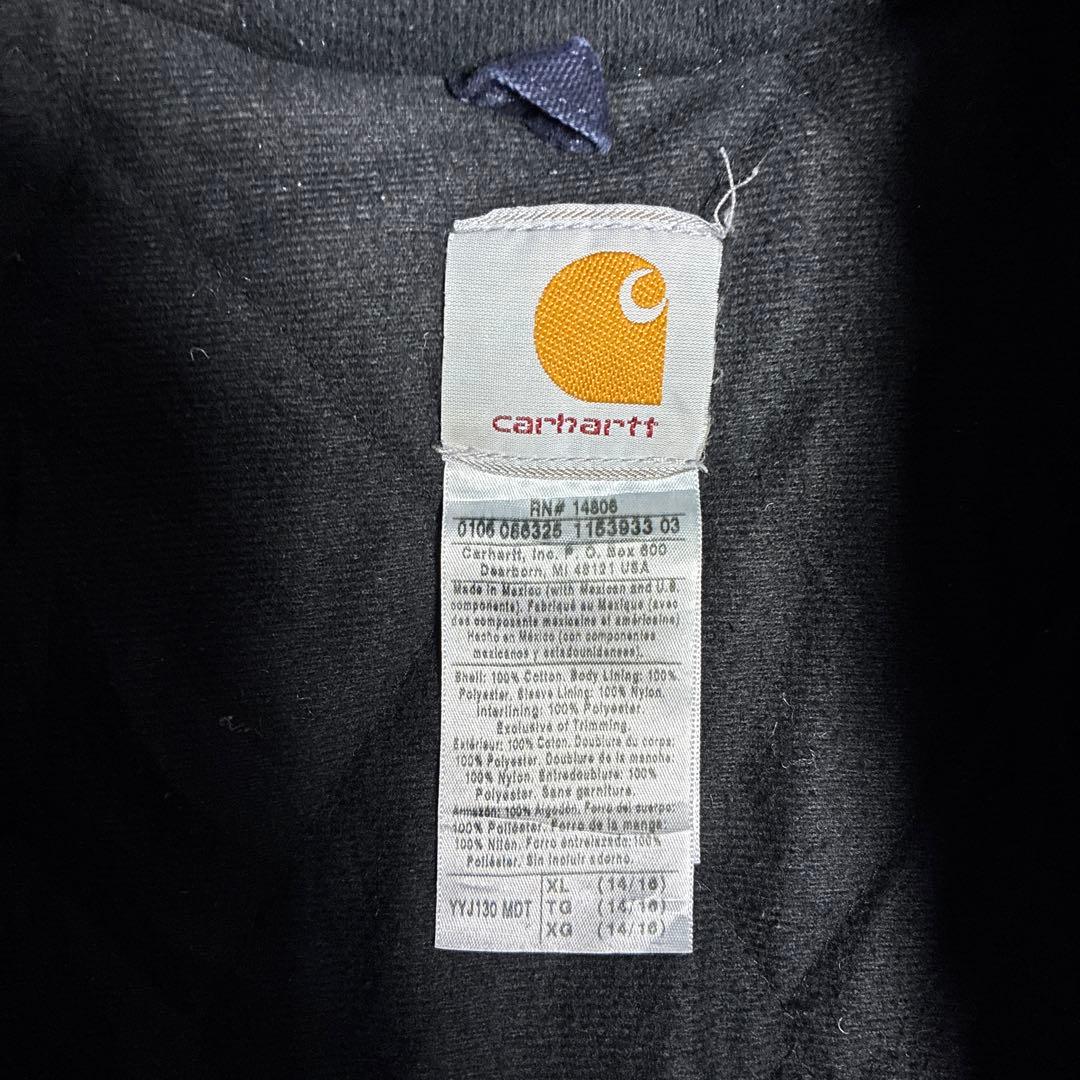 carhartt
RN# 14806
0106 056325 1153933 03
Carhartt, Inc. P. O. Box 600
Dearborn, MI 48121 USA
Made in Mexico (with Mexican and U.S
components). Fabriqué au Mexique (avec
des composants mexicains et américains)
Hecho en México (con componentes
mexicanos y estadounidenses).
Shell: 100% Cotton. Body Lining: 100%
Polyester, Sleeve Lining: 100% Nylon.
Interlining: 100% Polyester.
Exclusive of Trimming.
Extérieur: 100% Coton. Doublure du corps:
100% Polyester. Doublure de la manche:
100% Nylon. Entredoublure: 100%
Polyester. Sans garniture.
Armazón: 100% Algodón. Forro del cuerpo:
100% Poliéster. Forro de la manga
100% Nilón. Forro entrelazado: 100%
Poliéster. Sin incluir adorno.
YYJ130 MDT
XL (14/16)
TG (14/16)
XG (14/16)